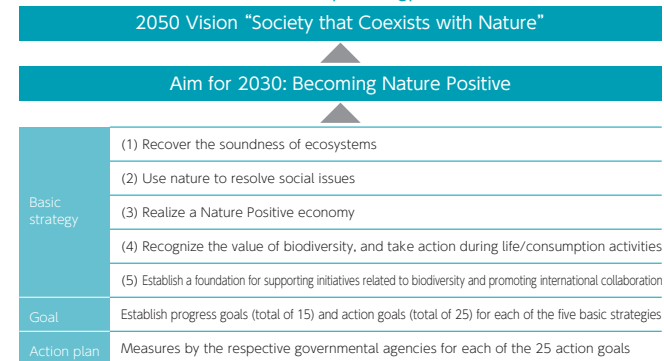 2050 Vision “Society that Coexists with Nature”
Aim for 2030: Becoming Nature Positive
Basic
strategy
(1) Recover the soundness of ecosystems
(2) Use nature to resolve social issues
(3) Realize a Nature Positive economy
(4) Recognize the value of biodiversity, and take action during life/consumption activities
(5) Establish a foundation for supporting initiatives related to biodiversity and promoting international collaboration
Goal
Establish progress goals (total of 15) and action goals (total of 25) for each of the five basic strategies
Action plan
Measures by the respective governmental agencies for each of the 25 action goals